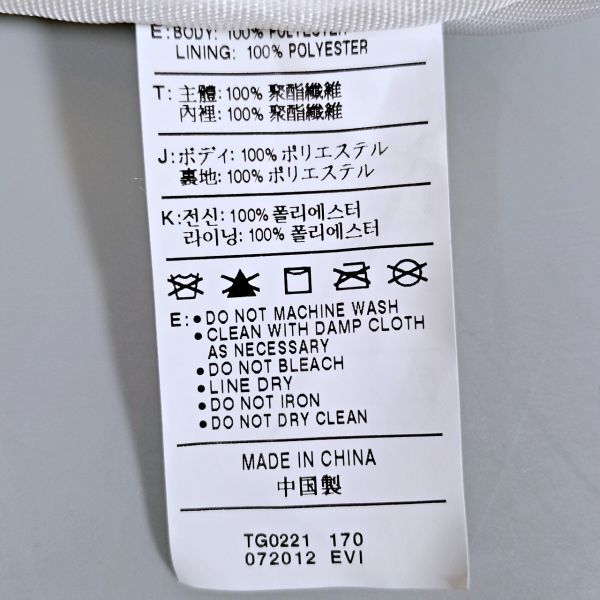 E: BODY: 100% POLYESTER
LINING: 100% POLYESTER
T: 主體: 100% 聚酯纖維
內裡: 100% 聚酯纖維
J: ボディ: 100% ポリエステル
裏地: 100% ポリエステル
K: 전신: 100% 폴리에스터
라이닝: 100% 폴리에스터
E: • DO NOT MACHINE WASH
• CLEAN WITH DAMP CLOTH
AS NECESSARY
• DO NOT BLEACH
• LINE DRY
• DO NOT IRON
• DO NOT DRY CLEAN
MADE IN CHINA
中国製
TG0221 170
072012 EVI